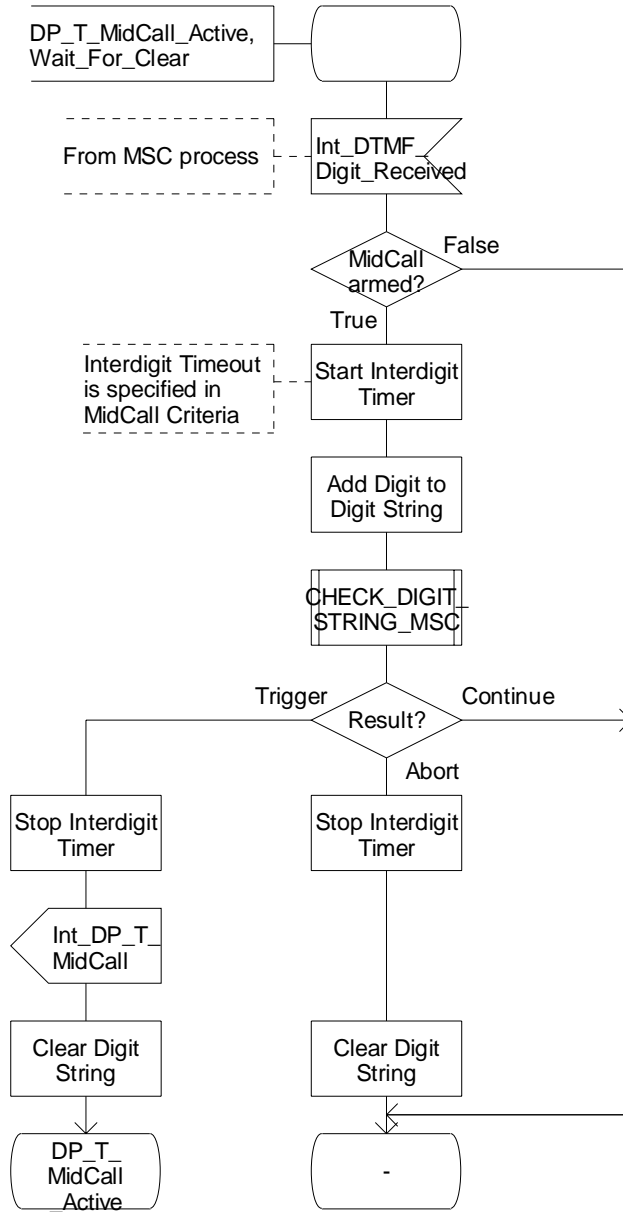 DP_T_MidCall_Active,
Wait_For_Clear
From MSC process
Int_DTMF_
Digit_Received
MidCall
armed?
False
True
Interdigit Timeout
is specified in
MidCall Criteria
Start Interdigit
Timer
Add Digit to
Digit String
CHECK_DIGIT_
STRING_MSC
Trigger
Result?
Continue
Abort
Stop Interdigit
Timer
Stop Interdigit
Timer
Int_DP_T_
MidCall
Clear Digit
String
Clear Digit
String
DP_T_
MidCall
_Active
-